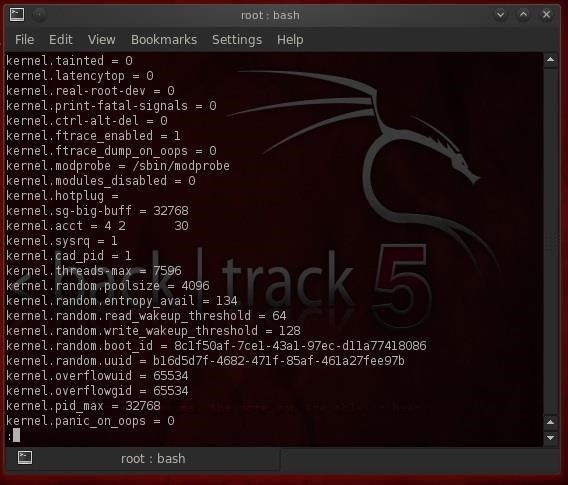 root : bash
File Edit View Bookmarks Settings Help
kernel.tainted = 0
kernel.latencytop = 0
kernel.real-root-dev = 0
kernel.print-fatal-signals = 0
kernel.ctrl-alt-del = 0
kernel.ftrace_enabled = 1
kernel.ftrace_dump_on_oops = 0
kernel.modprobe = /sbin/modprobe
kernel.modules_disabled = 0
kernel.hotplug =
kernel.sg-big-buff = 32768
kernel.acct = 4 2 30
kernel.sysrq = 1
kernel.cad_pid = 1
kernel.threads-max = 7596
kernel.random.poolsize = 4096
kernel.random.entropy_avail = 134
kernel.random.read_wakeup_threshold = 64
kernel.random.write_wakeup_threshold = 128
kernel.random.boot_id = 8c1f50af-7ce1-43a1-97ec-d11a77418086
kernel.random.uuid = b16d5d7f-4682-471f-85af-461a27fee97b
kernel.overflowuid = 65534
kernel.overflowgid = 65534
kernel.pid_max = 32768
kernel.panic_on_oops = 0
:
<< back | track 5
root : bash